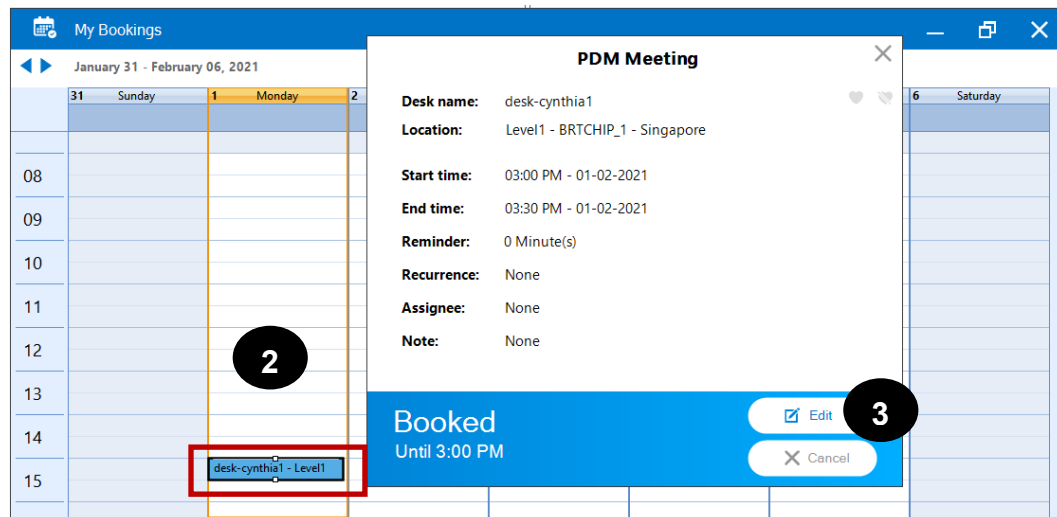 My Bookings
January 31 - February 06, 2021
31 Sunday
1 Monday
2
6 Saturday
08
09
10
11
12
13
14
15
desk-cynthia1 - Level1
2
PDM Meeting
Desk name: desk-cynthia1
Location: Level1 - BRTCHIP_1 - Singapore
Start time: 03:00 PM - 01-02-2021
End time: 03:30 PM - 01-02-2021
Reminder: 0 Minute(s)
Recurrence: None
Assignee: None
Note: None
Booked
Until 3:00 PM
Edit
3
Cancel